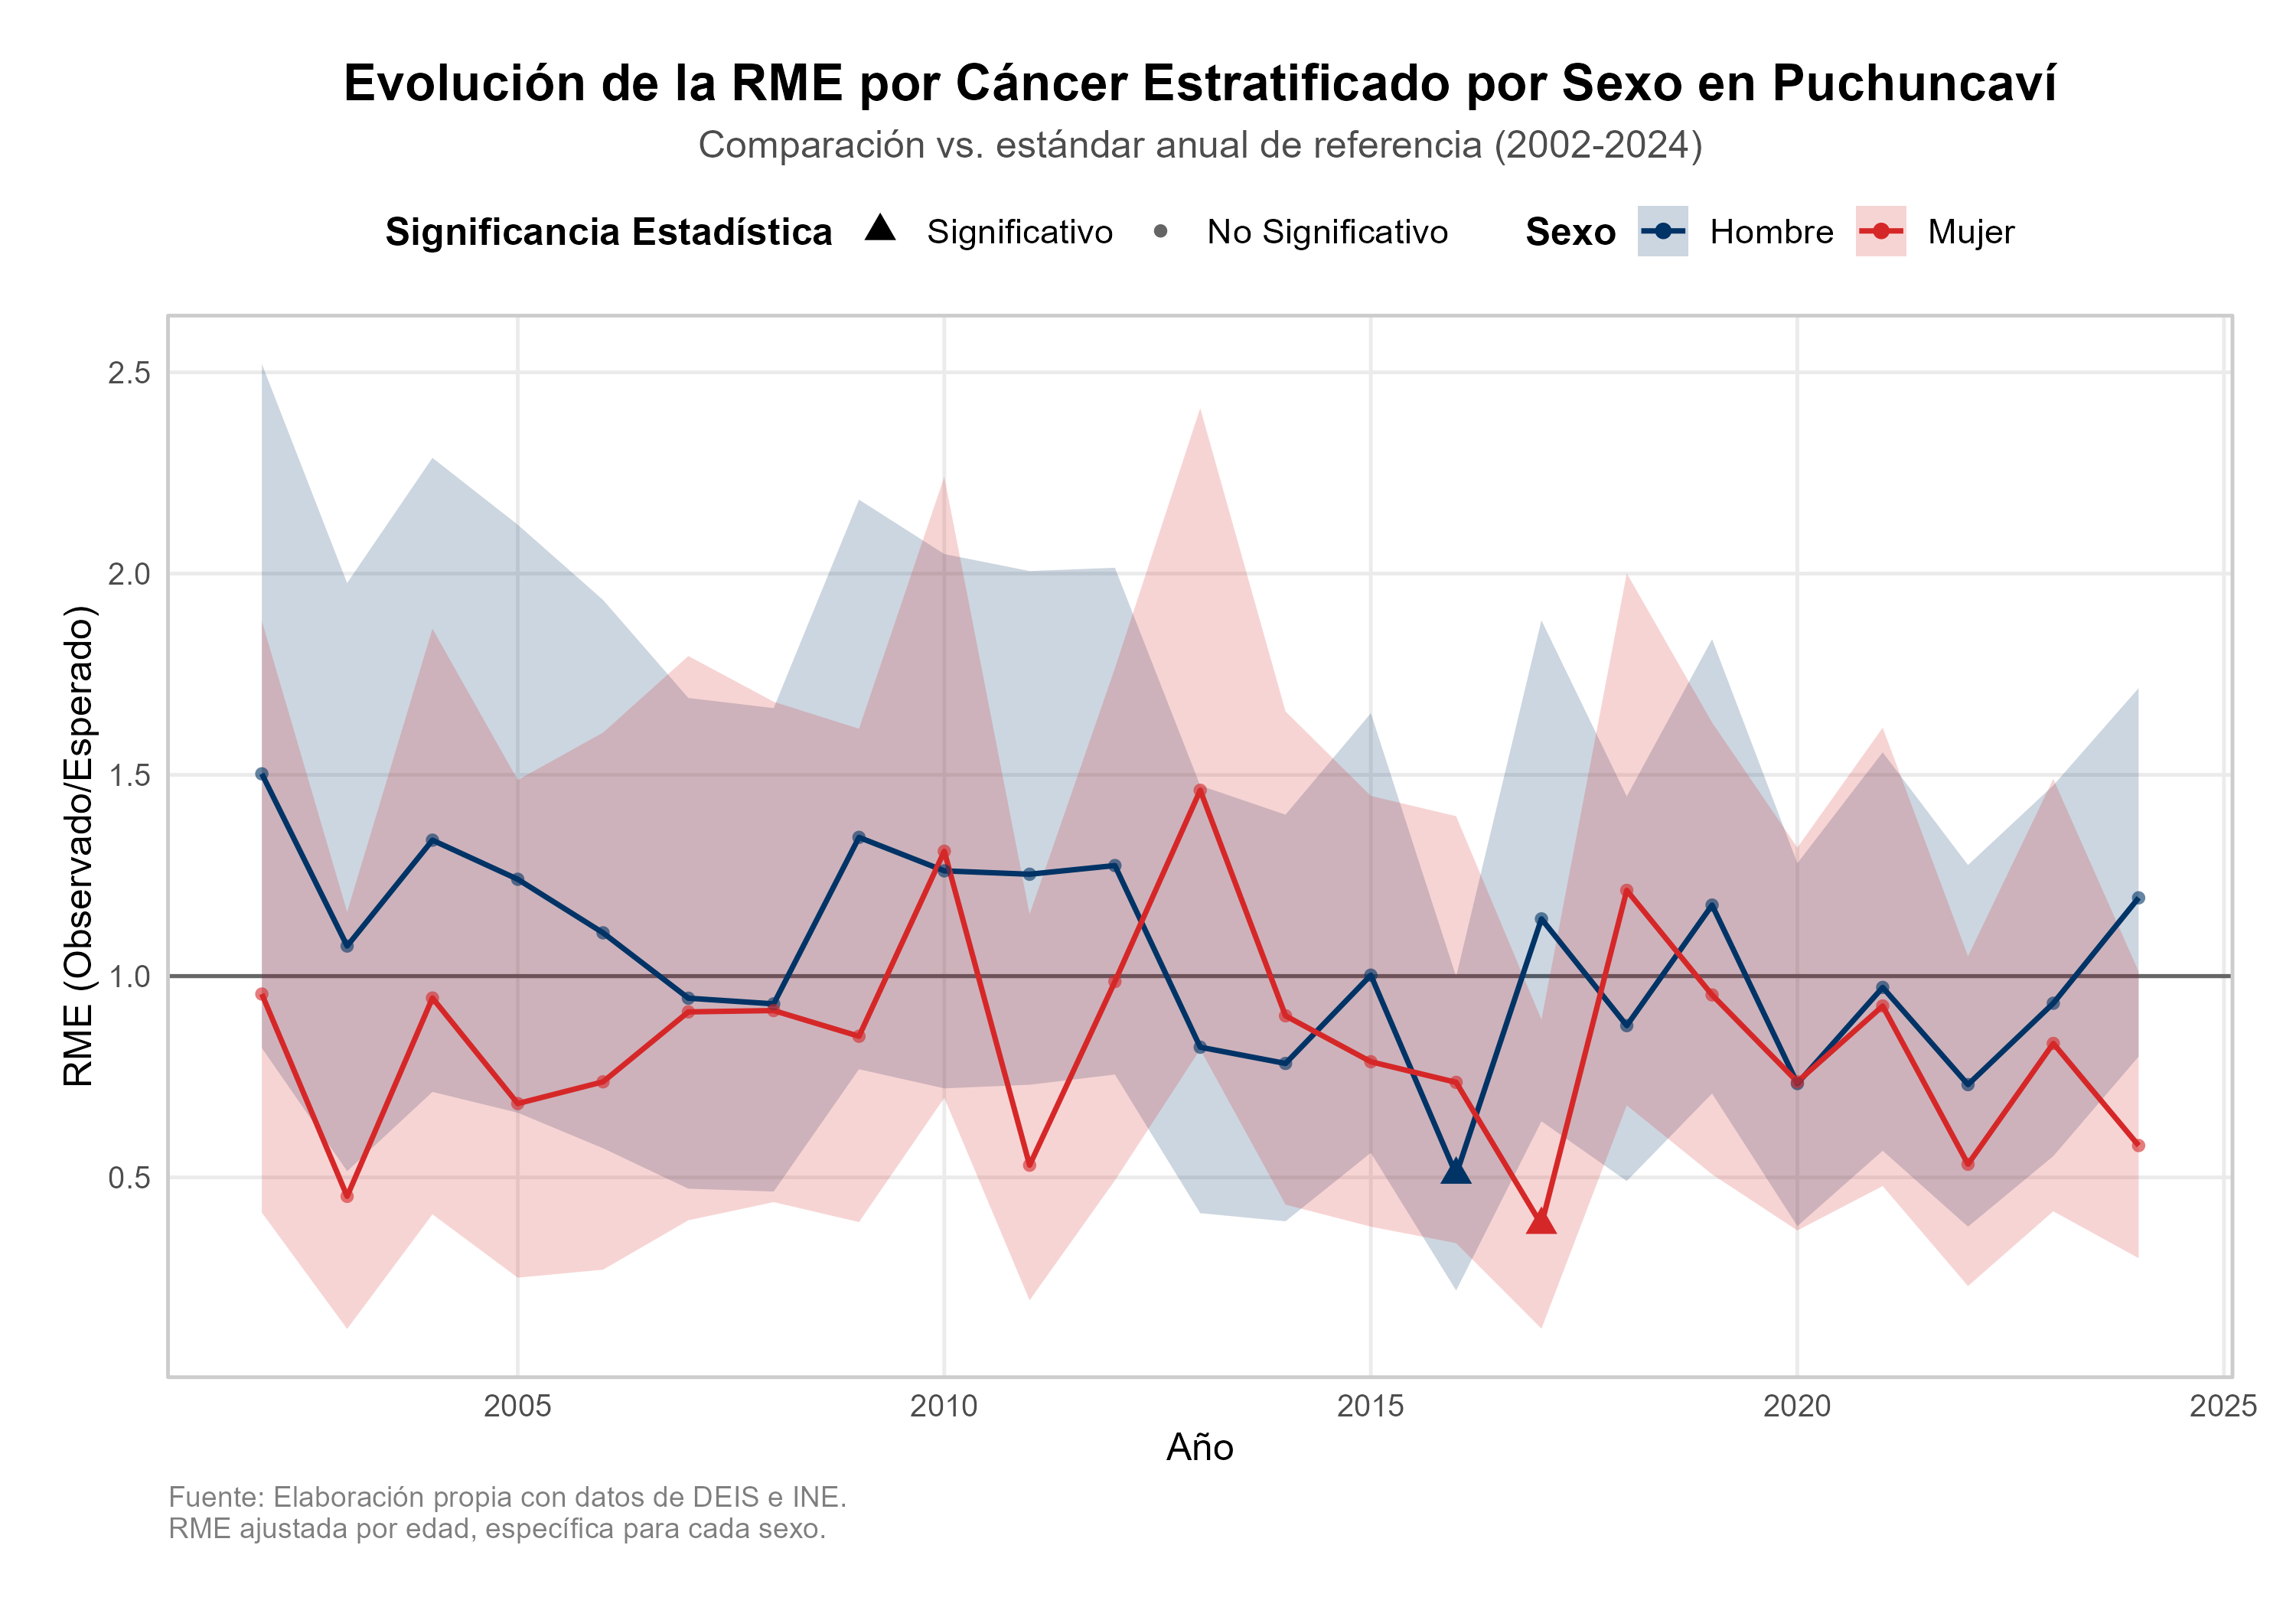 Evolución de la RME por Cáncer Estratificado por Sexo en Puchuncaví
Comparación vs. estándar anual de referencia (2002-2024)
Significancia Estadística Significativo No Significativo Sexo Hombre Mujer
RME (Observado/Esperado)
2.5
2.0
1.5
1.0
0.5
2005 2010 2015 2020 2025
Año
Fuente: Elaboración propia con datos de DEIS e INE.
RME ajustada por edad, específica para cada sexo.